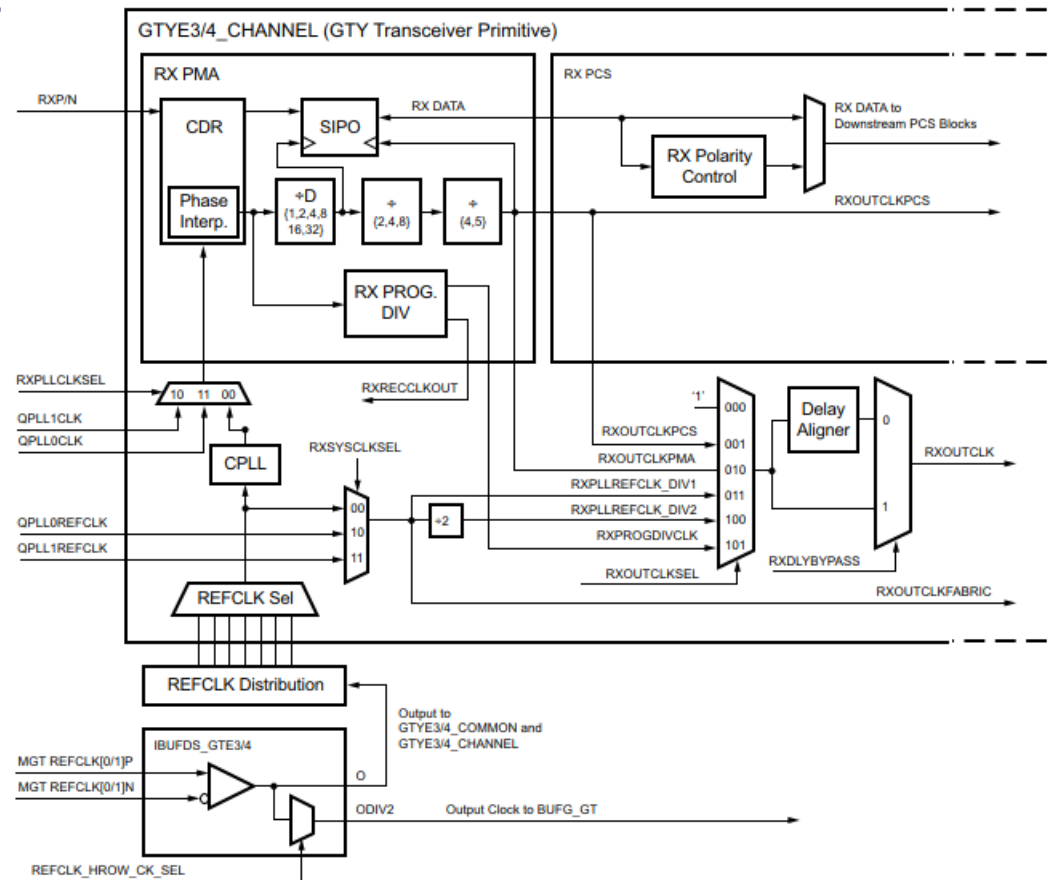 GTYE3/4_CHANNEL (GTY Transceiver Primitive)
RX PMA
RX PCS
RXP/N
CDR
SIPO
RX DATA
RX DATA to
Downstream PCS Blocks
RX Polarity
Control
Phase
Interp.
÷D
{1,2,4,8
16,32}
÷
{2,4,8}
÷
{4,5}
RXOUTCLKPCS
RX PROG.
DIV
RXPLLCLKSEL
10 11 00
RXRECCLKOUT
QPLL1CLK
QPLL0CLK
CPLL
RXSYSCLKSEL
'1'
000
RXOUTCLKPCS
001
RXOUTCLKPMA
010
RXPLLREFCLK_DIV1
011
RXPLLREFCLK_DIV2
100
RXPROGDIVCLK
101
Delay
Aligner
0
RXOUTCLK
1
00
QPLL0REFCLK
10
÷2
QPLL1REFCLK
11
RXDLYBYPASS
RXOUTCLKSEL
RXOUTCLKFABRIC
REFCLK Sel
REFCLK Distribution
Output to
GTYE3/4_COMMON and
GTYE3/4_CHANNEL
IBUFDS_GTE3/4
MGT REFCLK[0/1]P
O
MGT REFCLK[0/1]N
ODIV2
Output Clock to BUFG_GT
REFCLK_HROW_CK_SEL